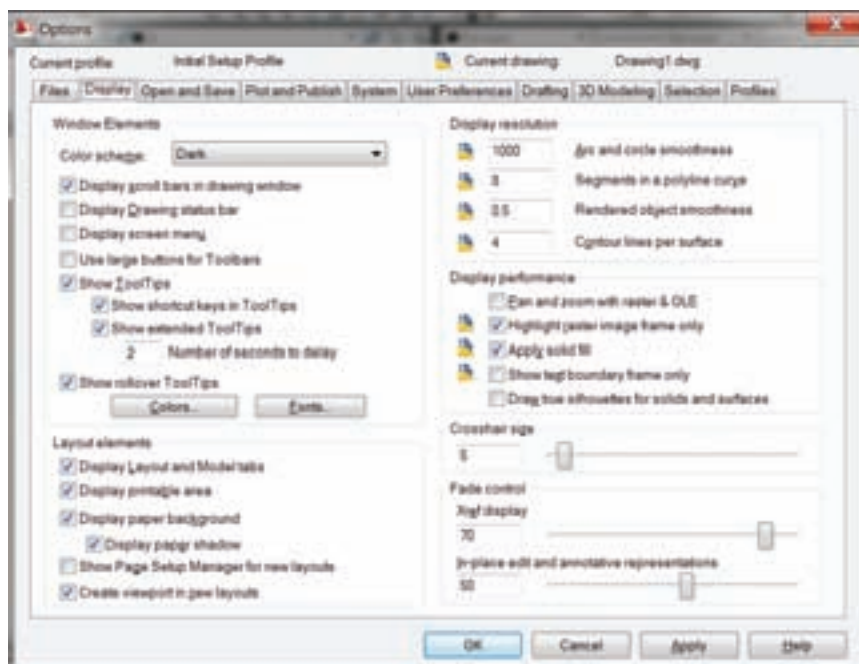 Options
Current profile: Initial Setup Profile Current drawing: Drawing1.dwg
Files Display Open and Save Plot and Publish System User Preferences Drafting 3D Modeling Selection Profiles
Window Elements
Color scheme: Dark
Display scroll bars in drawing window
Display Drawing status bar
Display screen menu
Use large buttons for Toolbars
Show ToolTips
Show shortcut keys in ToolTips
Show extended ToolTips
2 Number of seconds to delay
Show rollover ToolTips
Colors... Fonts...
Layout elements
Display Layout and Model tabs
Display printable area
Display paper background
Display paper shadow
Show Page Setup Manager for new layouts
Create viewport in new layouts
Display resolution
1000 Arc and circle smoothness
8 Segments in a polyline curve
0.5 Rendered object smoothness
4 Contour lines per surface
Display performance
Pan and zoom with raster & OLE
Highlight raster image frame only
Apply solid fill
Show text boundary frame only
Draw true silhouettes for solids and surfaces
Crosshair size
5
Fade control
Xref display
70
In-place edit and annotative representations
50
OK Cancel Apply Help